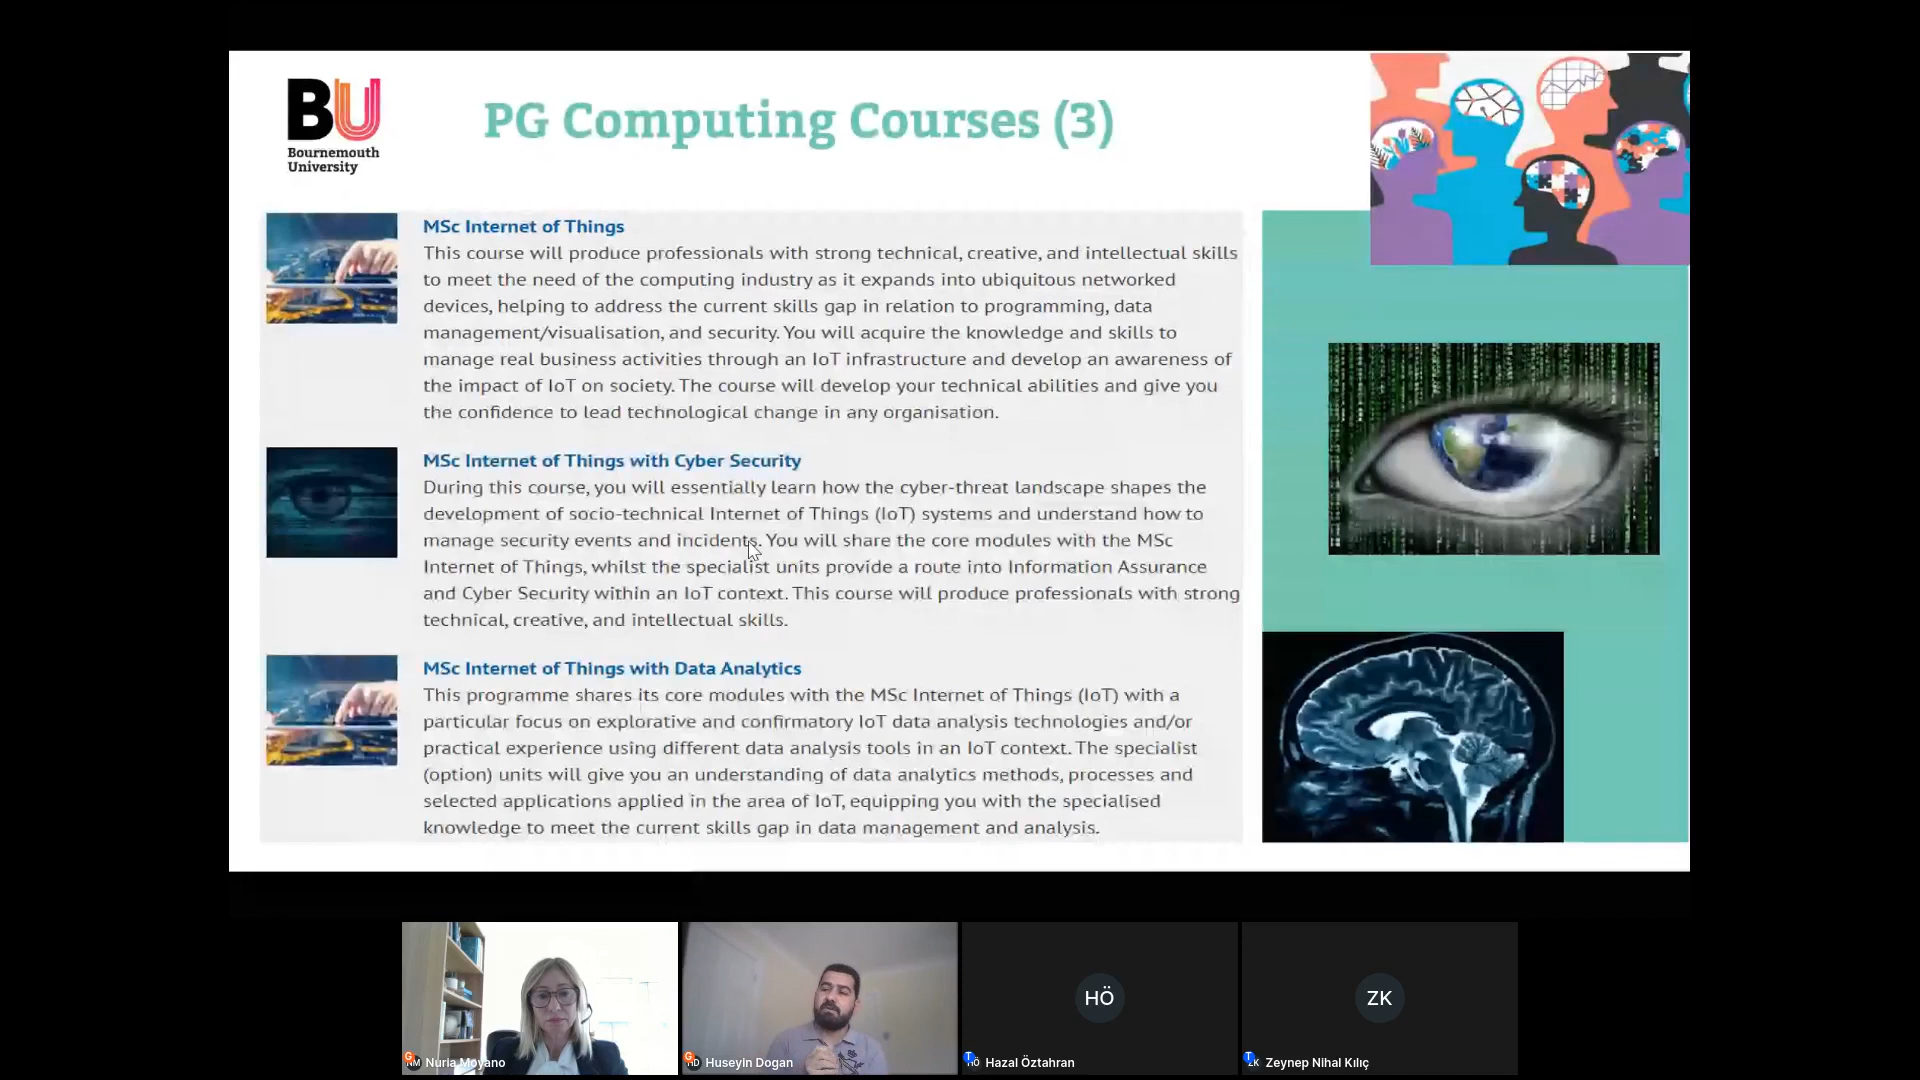 BU
Bournemouth
University
PG Computing Courses (3)
MSc Internet of Things
This course will produce professionals with strong technical, creative, and intellectual skills
to meet the need of the computing industry as it expands into ubiquitous networked
devices, helping to address the current skills gap in relation to programming, data
management/visualisation, and security. You will acquire the knowledge and skills to
manage real business activities through an IoT infrastructure and develop an awareness of
the impact of IoT on society. The course will develop your technical abilities and give you
the confidence to lead technological change in any organisation.
MSc Internet of Things with Cyber Security
During this course, you will essentially learn how the cyber-threat landscape shapes the
development of socio-technical Internet of Things (IoT) systems and understand how to
manage security events and incidents. You will share the core modules with the MSc
Internet of Things, whilst the specialist units provide a route into Information Assurance
and Cyber Security within an IoT context. This course will produce professionals with strong
technical, creative, and intellectual skills.
MSc Internet of Things with Data Analytics
This programme shares its core modules with the MSc Internet of Things (IoT) with a
particular focus on explorative and confirmatory IoT data analysis technologies and/or
practical experience using different data analysis tools in an IoT context. The specialist
(option) units will give you an understanding of data analytics methods, processes and
selected applications applied in the area of IoT, equipping you with the specialised
knowledge to meet the current skills gap in data management and analysis.
HÖ
ZK
G NM Nuria Moyano
G HD Huseyin Dogan
T HÖ Hazal Öztahran
T ZK Zeynep Nihal Kılıç